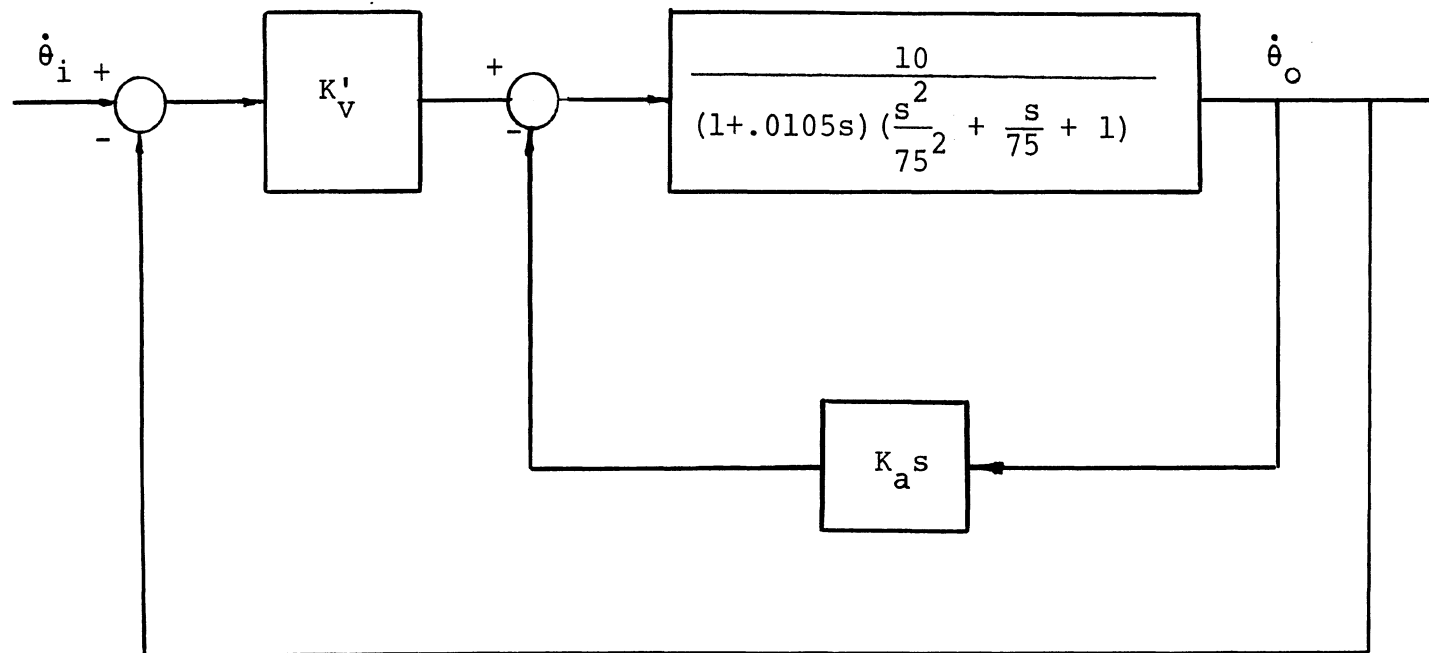 θ̇ᵢ + -
K'ᵥ
+ -
10
(1+.0105s)(s²/75² + s/75 + 1)
θ̇ₒ
Kₐs